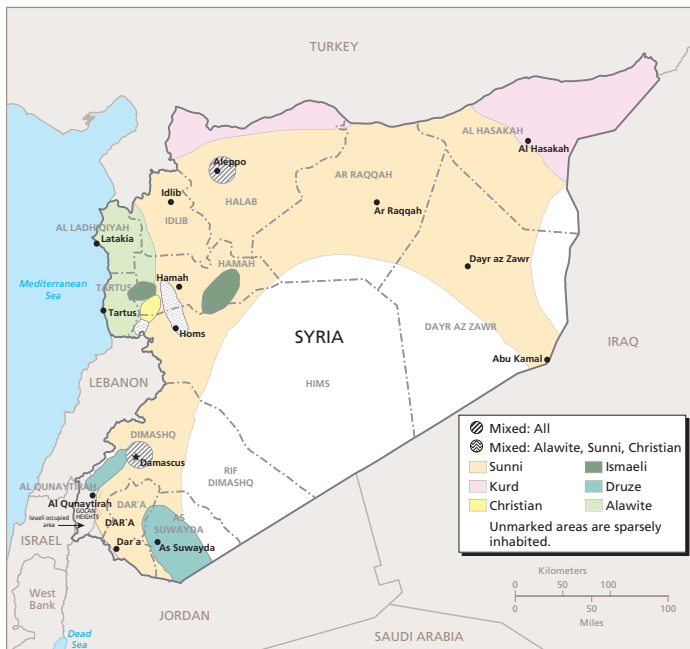 TURKEY
AL HASAKAH
Al Hasakah
Aleppo
AR RAQQAH
Idlib
HALAB
Ar Raqqah
IDLIB
AL LADHIQIYAH
Latakia
HAMAH
Dayr az Zawr
Mediterranean
Sea
TARTUS
Hamah
Tartus
Homs
SYRIA
DAYR AZ ZAWR
IRAQ
Abu Kamal
LEBANON
HIMS
DIMASHQ
Damascus
RIF
DIMASHQ
AL QUNAYTIRAH
Al Qunaytirah
GOLAN
HEIGHTS
Israeli occupied
area
DAR'A
AS
SUWAYDA
DAR`A
Dar`a
As Suwayda
ISRAEL
West
Bank
JORDAN
Dead
Sea
SAUDI ARABIA
Mixed: All
Mixed: Alawite, Sunni, Christian
Sunni
Ismaeli
Kurd
Druze
Christian
Alawite
Unmarked areas are sparsely
inhabited.
Kilometers
0 50 100
0 50 100
Miles